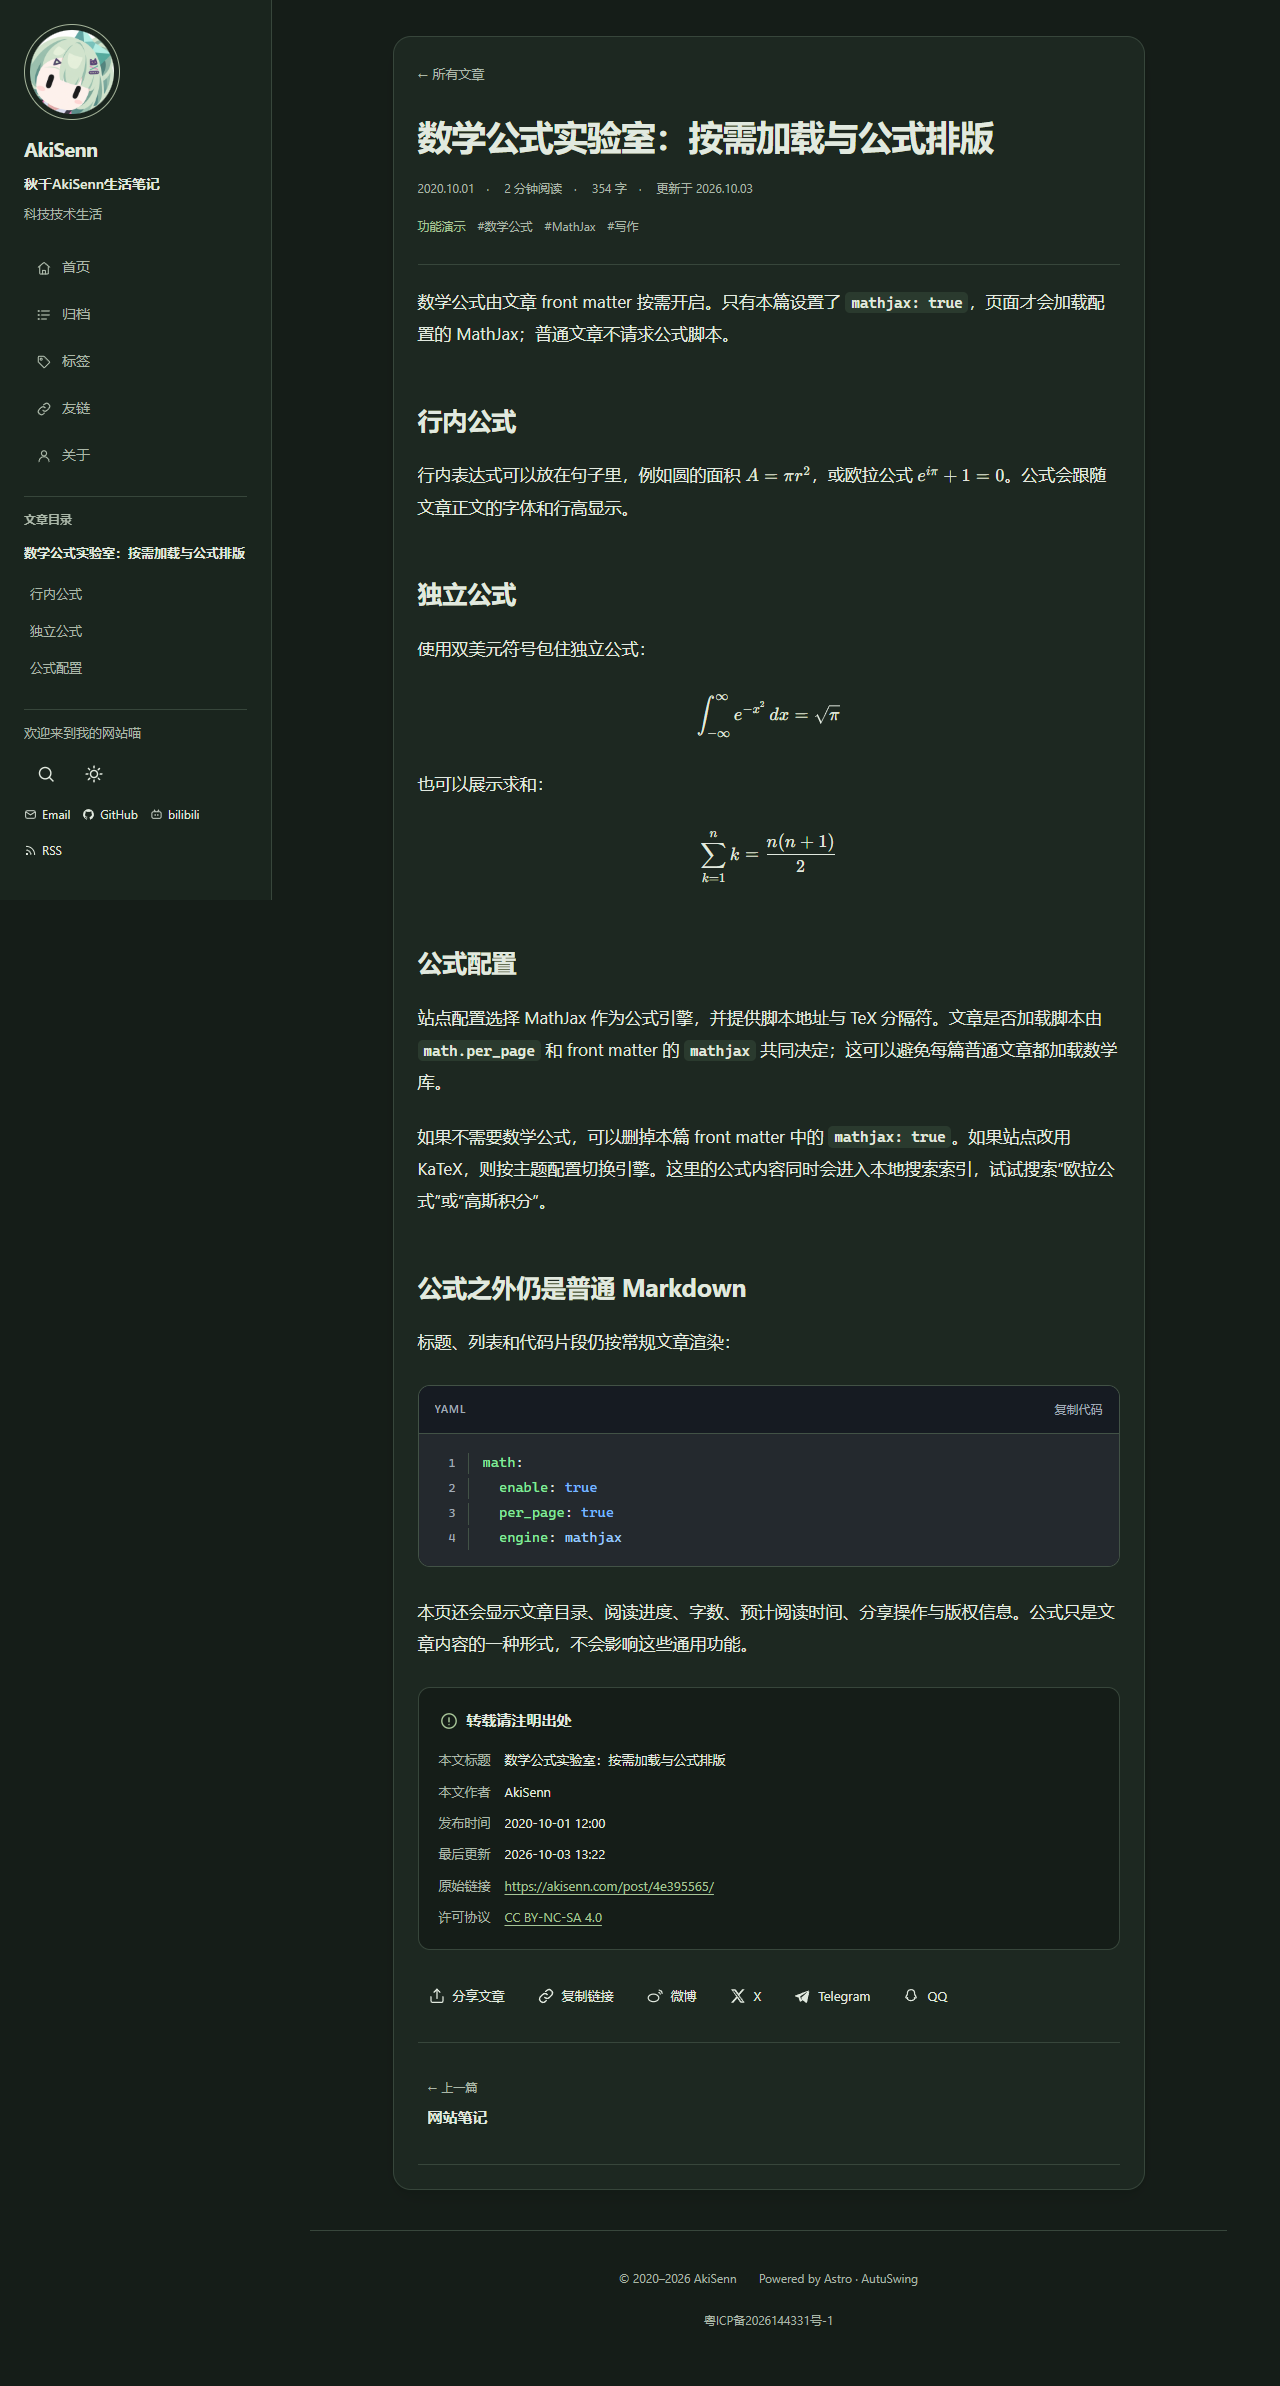 AkiSenn
秋千AkiSenn生活笔记
科技技术生活
首页
归档
标签
友链
关于
文章目录
数学公式实验室：按需加载与公式排版
行内公式
独立公式
公式配置
欢迎来到我的网站喵
Email GitHub bilibili
RSS
← 所有文章
数学公式实验室：按需加载与公式排版
2020.10.01 · 2 分钟阅读 · 354 字 · 更新于 2026.10.03
功能演示 #数学公式 #MathJax #写作
数学公式由文章 front matter 按需开启。只有本篇设置了 mathjax: true，页面才会加载配
置的 MathJax；普通文章不请求公式脚本。
行内公式
行内表达式可以放在句子里，例如圆的面积 A = πr²，或欧拉公式 e^{iπ} + 1 = 0。公式会跟随
文章正文的字体和行高显示。
独立公式
使用双美元符号包住独立公式：
∫_{−∞}^{∞} e^{−x²} dx = √π
也可以展示求和：
∑_{k=1}^{n} k = n(n + 1)/2
公式配置
站点配置选择 MathJax 作为公式引擎，并提供脚本地址与 TeX 分隔符。文章是否加载脚本由
math.per_page 和 front matter 的 mathjax 共同决定；这可以避免每篇普通文章都加载数学
库。
如果不需要数学公式，可以删掉本篇 front matter 中的 mathjax: true。如果站点改用
KaTeX，则按主题配置切换引擎。这里的公式内容同时会进入本地搜索索引，试试搜索“欧拉公
式”或“高斯积分”。
公式之外仍是普通 Markdown
标题、列表和代码片段仍按常规文章渲染：
YAML 复制代码
1 math:
2   enable: true
3   per_page: true
4   engine: mathjax
本页还会显示文章目录、阅读进度、字数、预计阅读时间、分享操作与版权信息。公式只是文
章内容的一种形式，不会影响这些通用功能。
转载请注明出处
本文标题 数学公式实验室：按需加载与公式排版
本文作者 AkiSenn
发布时间 2020-10-01 12:00
最后更新 2026-10-03 13:22
原始链接 https://akisenn.com/post/4e395565/
许可协议 CC BY-NC-SA 4.0
分享文章 复制链接 微博 X Telegram QQ
← 上一篇
网站笔记
© 2020–2026 AkiSenn Powered by Astro · AutuSwing
粤ICP备2026144331号-1